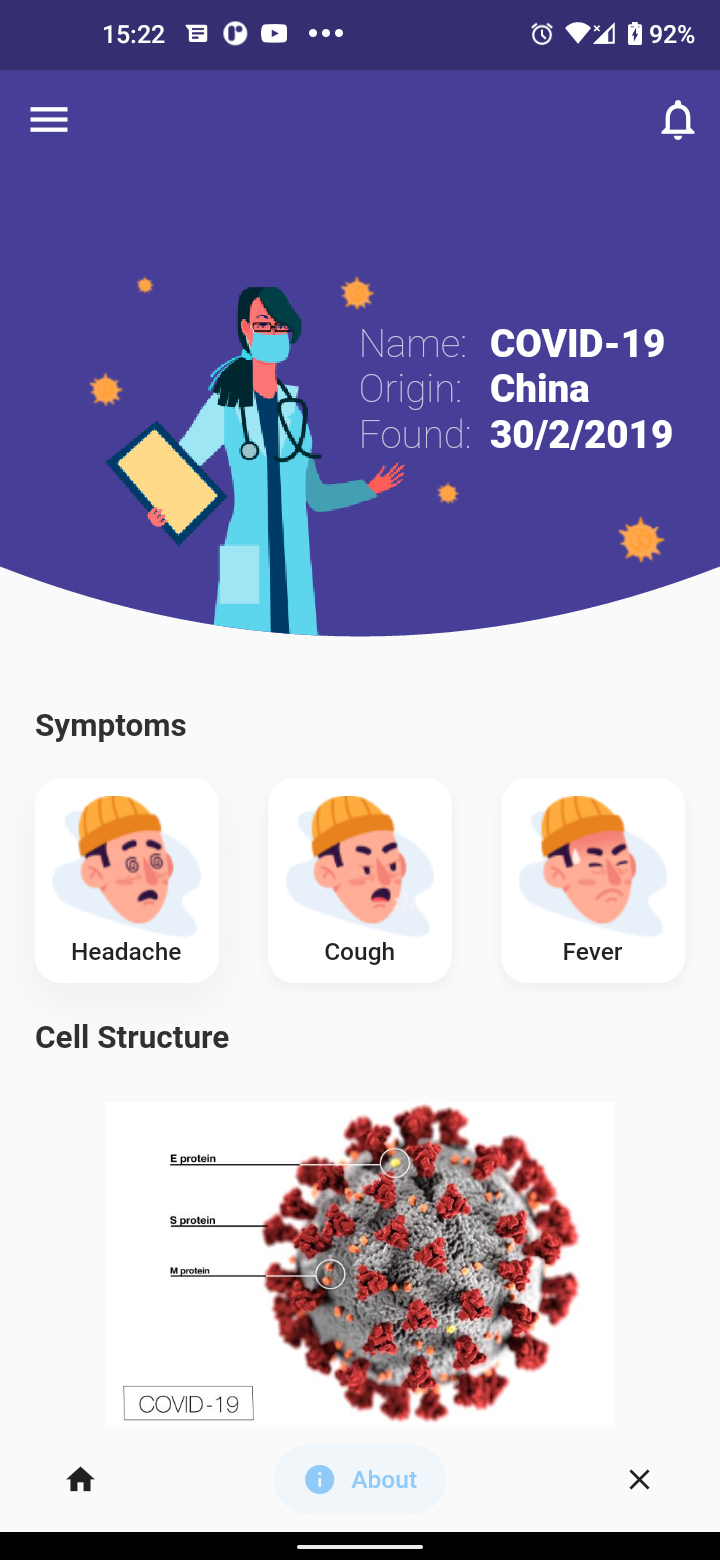 15:22
92%
Name: COVID-19
Origin: China
Found: 30/2/2019
Symptoms
Headache Cough Fever
Cell Structure
E protein
S protein
M protein
COVID-19
About